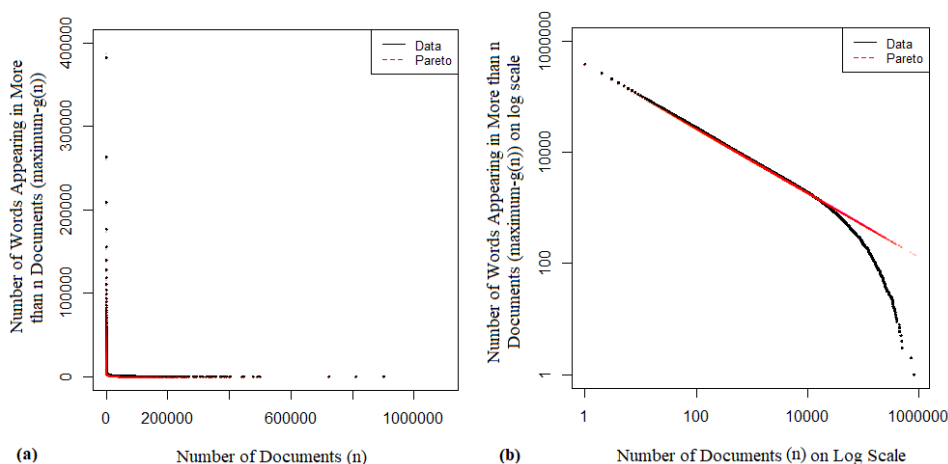 Number of Words Appearing in More
than n Documents (maximum-g(n))
400000
300000
200000
100000
0
Data
Pareto
0
200000
600000
1000000
(a)
Number of Documents (n)
Number of Words Appearing in More than n
Documents (maximum-g(n)) on log scale
1000000
10000
100
1
Data
Pareto
1
100
10000
1000000
(b)
Number of Documents (n) on Log Scale